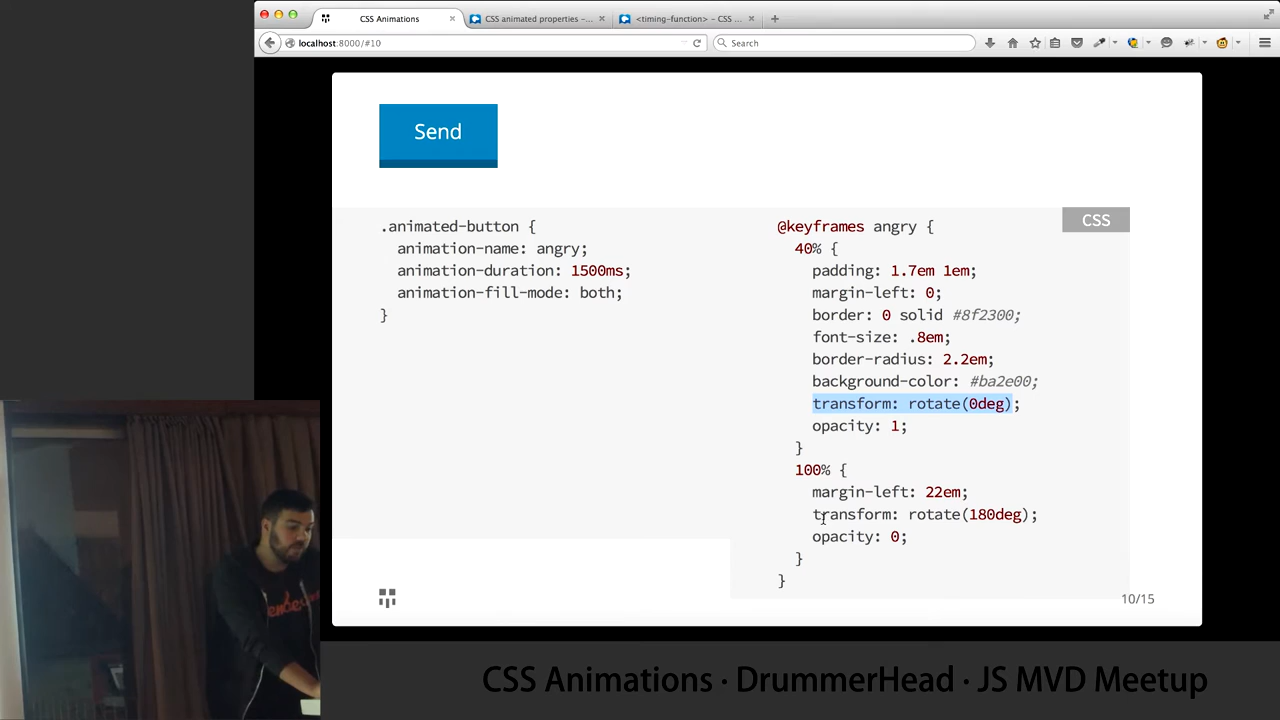 CSS Animations
CSS animated properties –...
<timing-function> – CSS ...
localhost:8000/#10
Search
Send
.animated-button {
animation-name: angry;
animation-duration: 1500ms;
animation-fill-mode: both;
}
CSS
@keyframes angry {
40% {
padding: 1.7em 1em;
margin-left: 0;
border: 0 solid #8f2300;
font-size: .8em;
border-radius: 2.2em;
background-color: #ba2e00;
transform: rotate(0deg);
opacity: 1;
}
100% {
margin-left: 22em;
transform: rotate(180deg);
opacity: 0;
}
}
10/15
CSS Animations · DrummerHead · JS MVD Meetup